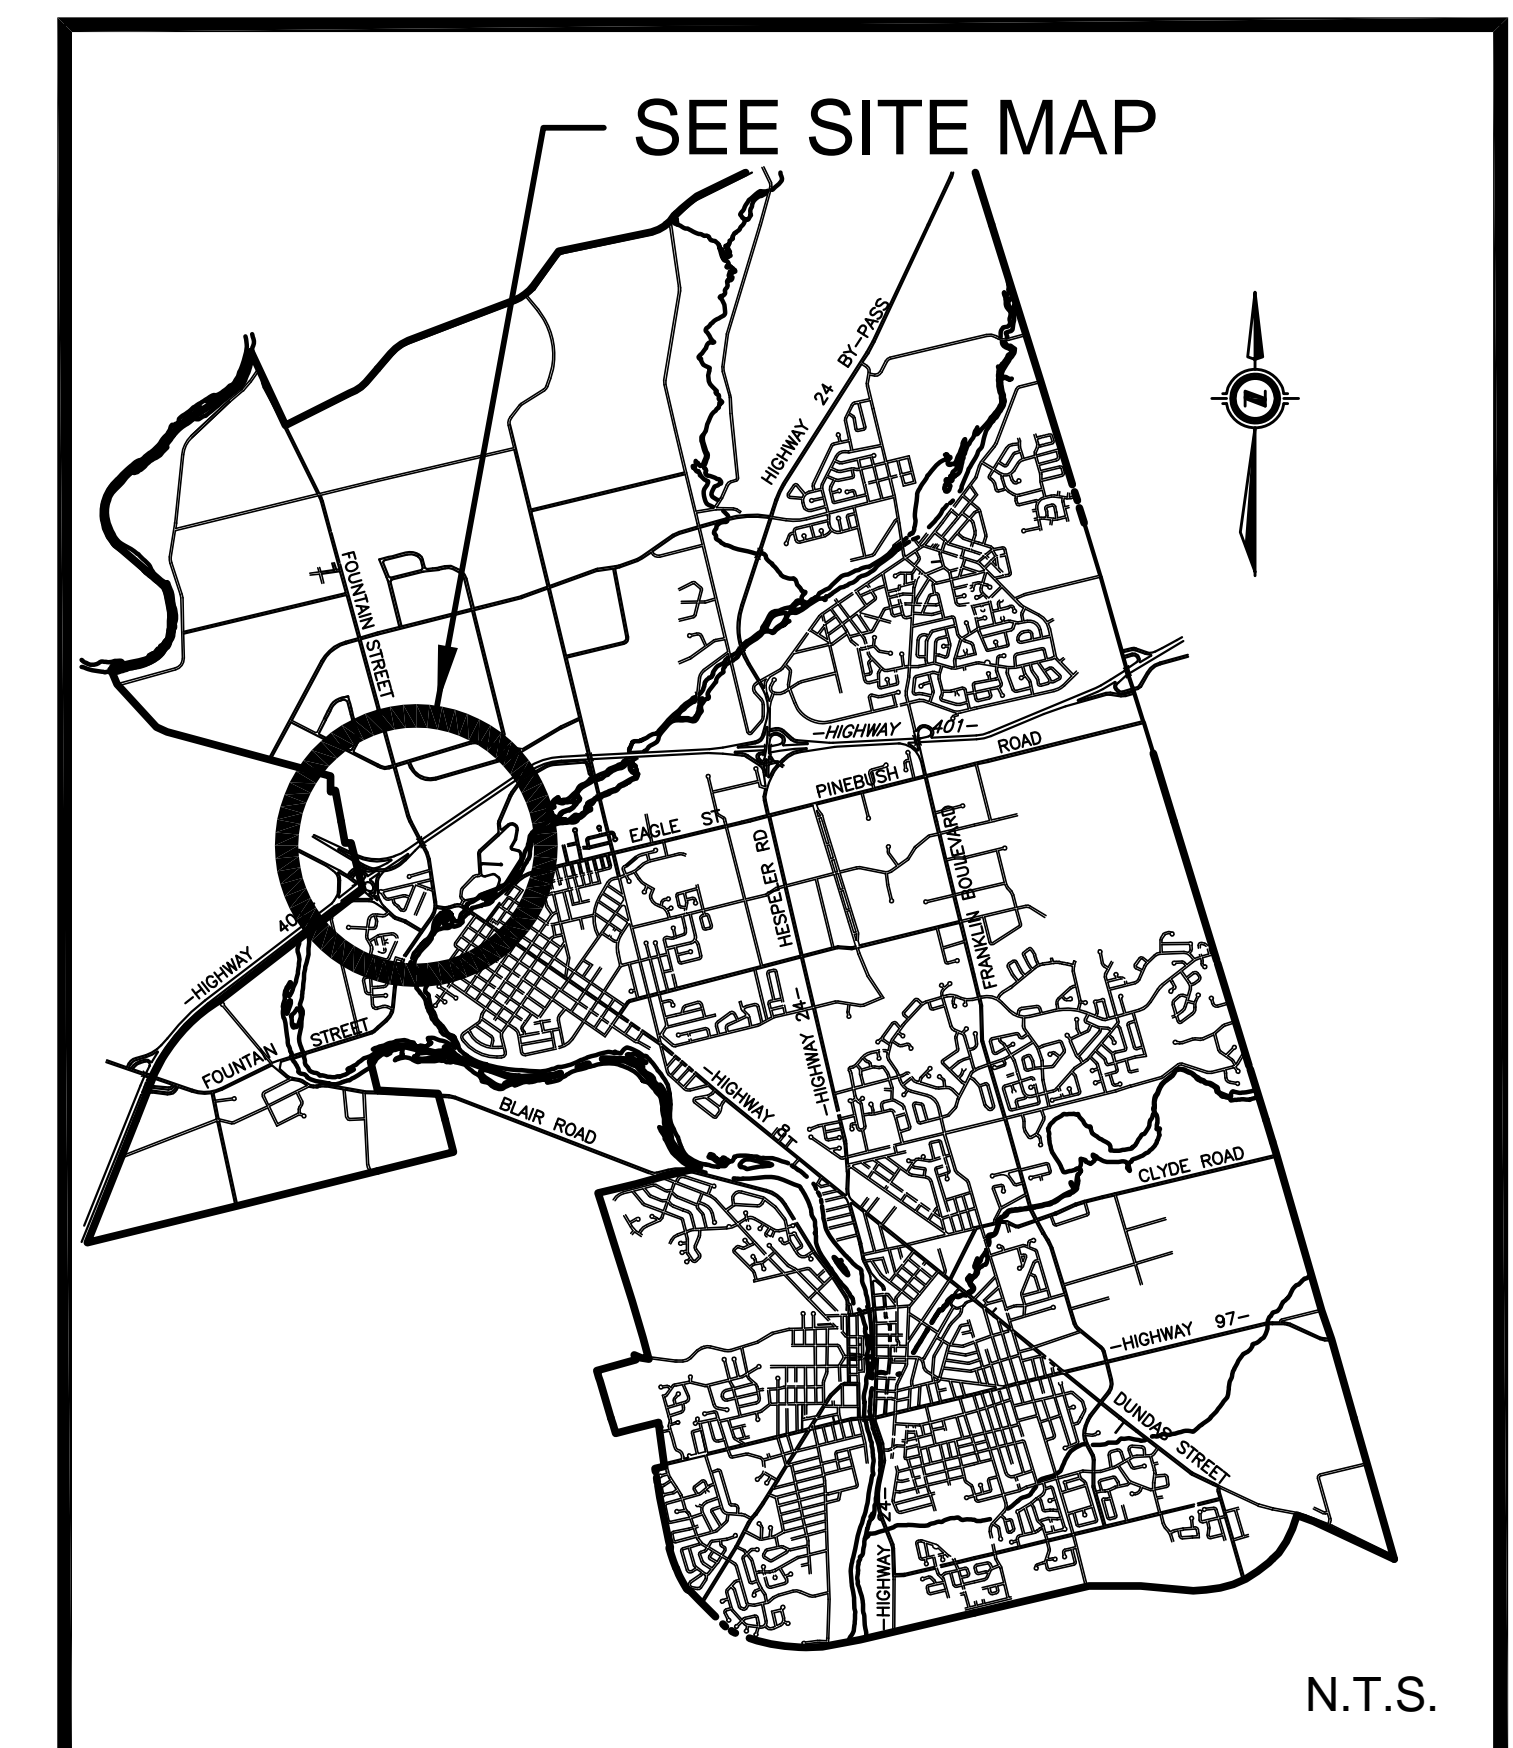 SEE SITE MAP
HIGHWAY 24 BY-PASS
N
FOUNTAIN STREET
-HIGHWAY 401-
PINEBUSH ROAD
EAGLE ST
HESPELER RD
FRANKLIN BOULEVARD
-HIGHWAY 40
FOUNTAIN STREET
-HIGHWAY 24-
-HIGHWAY 8
BLAIR ROAD
CLYDE ROAD
-HIGHWAY 97-
DUNDAS STREET
-HIGHWAY 24-
N.T.S.